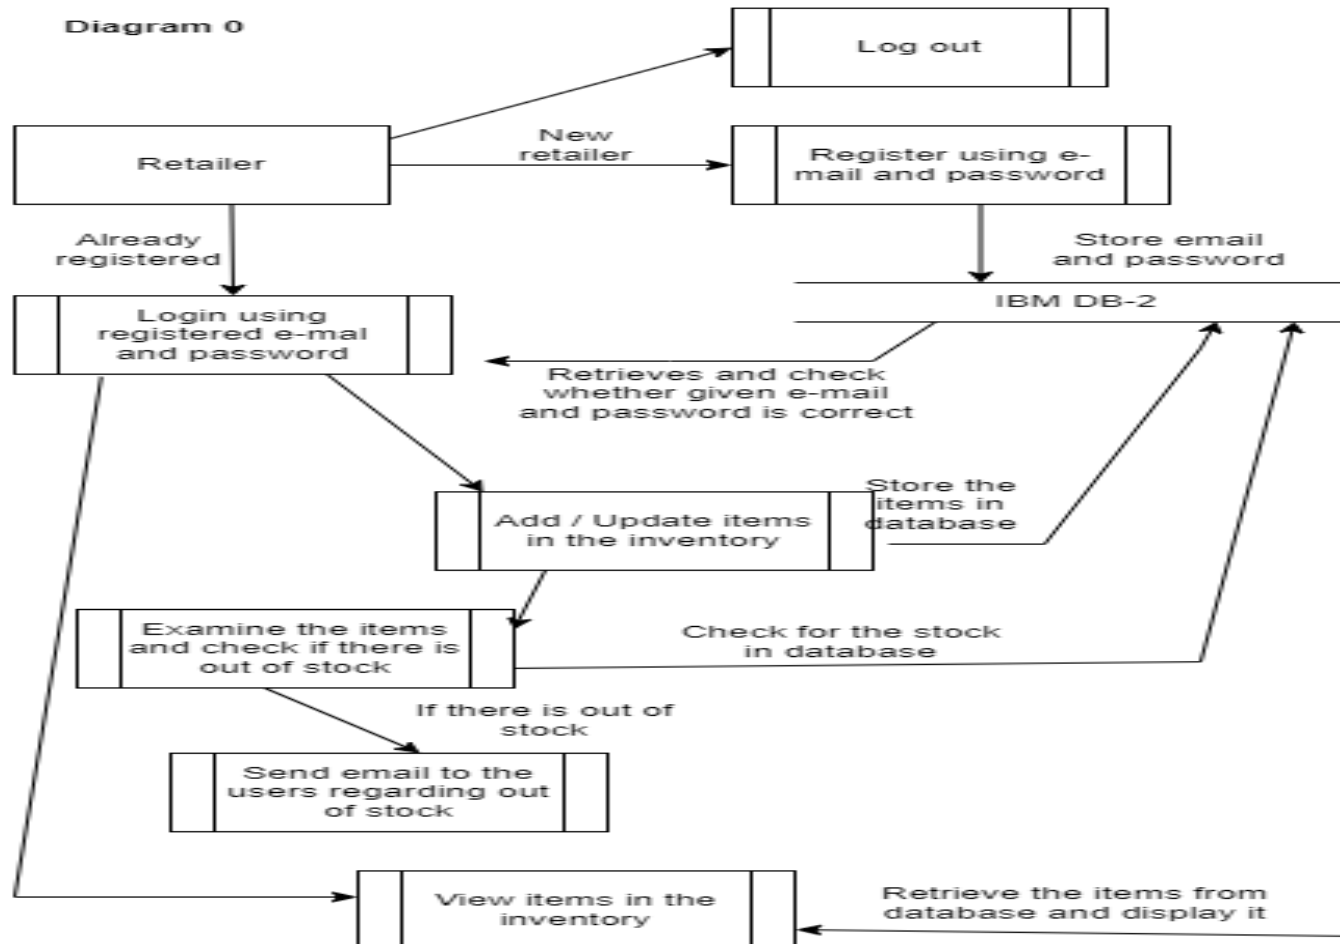 Diagram 0
Log out
Retailer
New
retailer
Register using e-
mail and password
Already
registered
Store email
and password
Login using
registered e-mal
and password
IBM DB-2
Retrieves and check
whether given e-mail
and password is correct
Add / Update items
in the inventory
Store the
items in
database
Examine the items
and check if there is
out of stock
Check for the stock
in database
If there is out of
stock
Send email to the
users regarding out
of stock
View items in the
inventory
Retrieve the items from
database and display it